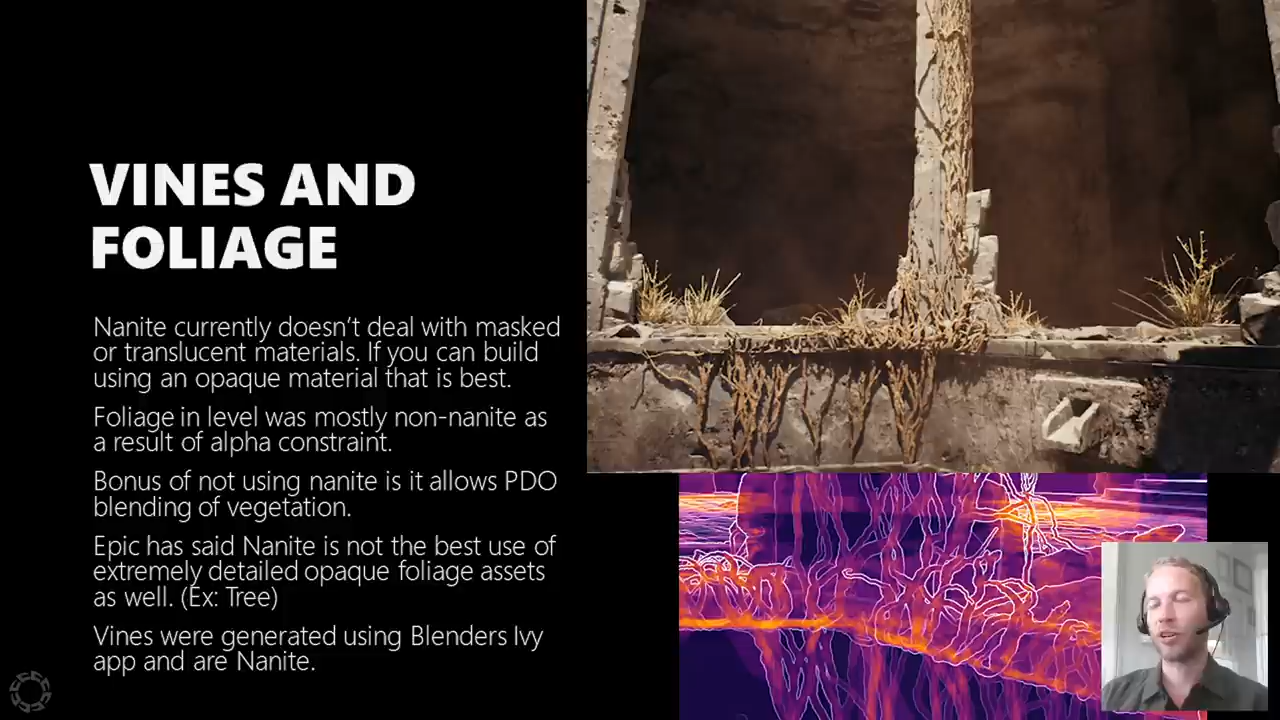 VINES AND
FOLIAGE
Nanite currently doesn't deal with masked
or translucent materials. If you can build
using an opaque material that is best.
Foliage in level was mostly non-nanite as
a result of alpha constraint.
Bonus of not using nanite is it allows PDO
blending of vegetation.
Epic has said Nanite is not the best use of
extremely detailed opaque foliage assets
as well. (Ex: Tree)
Vines were generated using Blenders Ivy
app and are Nanite.